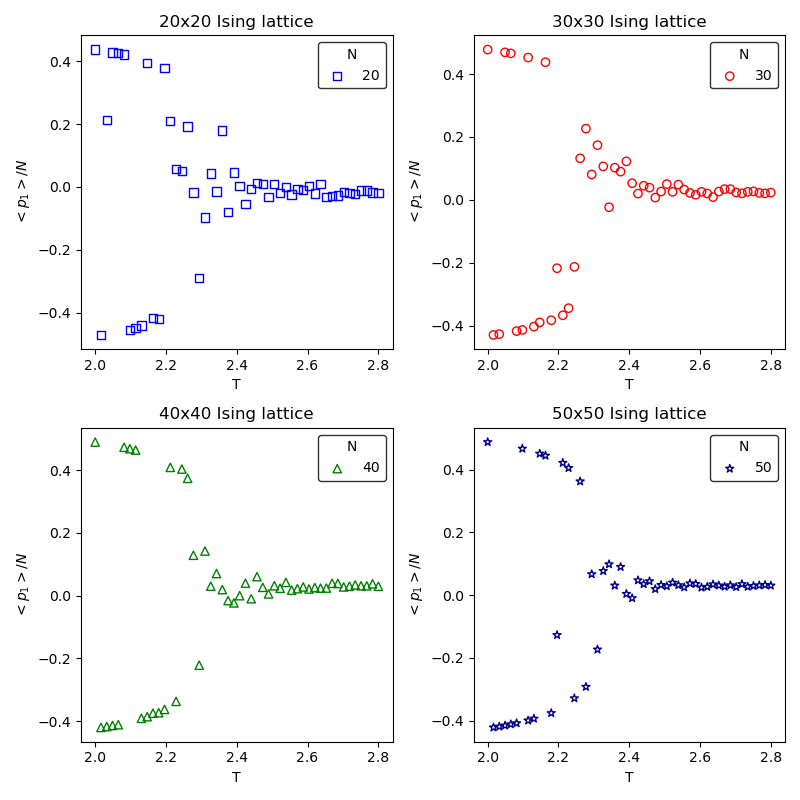 20x20 Ising lattice
< p₁ > /N
0.4
0.2
0.0
−0.2
−0.4
2.0 2.2 2.4 2.6 2.8
T
N
20
30x30 Ising lattice
< p₁ > /N
0.4
0.2
0.0
−0.2
−0.4
2.0 2.2 2.4 2.6 2.8
T
N
30
40x40 Ising lattice
< p₁ > /N
0.4
0.2
0.0
−0.2
−0.4
2.0 2.2 2.4 2.6 2.8
T
N
40
50x50 Ising lattice
< p₁ > /N
0.4
0.2
0.0
−0.2
−0.4
2.0 2.2 2.4 2.6 2.8
T
N
50